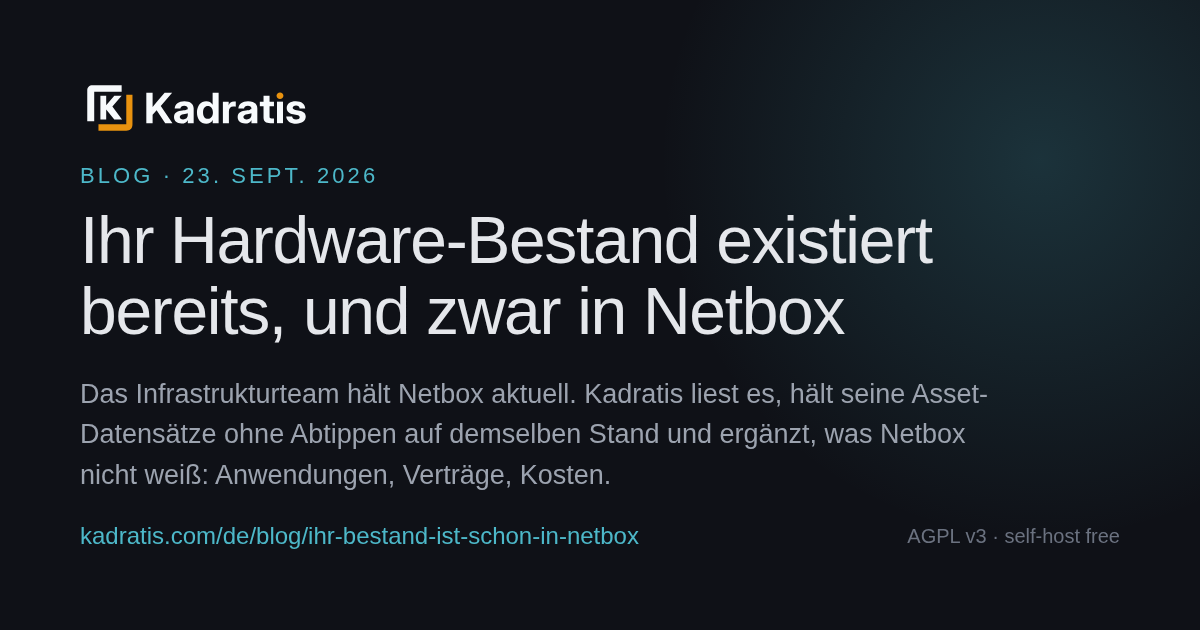 K Kadratis
BLOG · 23. SEPT. 2026
Ihr Hardware-Bestand existiert
bereits, und zwar in Netbox
Das Infrastrukturteam hält Netbox aktuell. Kadratis liest es, hält seine Asset-
Datensätze ohne Abtippen auf demselben Stand und ergänzt, was Netbox
nicht weiß: Anwendungen, Verträge, Kosten.
kadratis.com/de/blog/ihr-bestand-ist-schon-in-netbox
AGPL v3 · self-host free